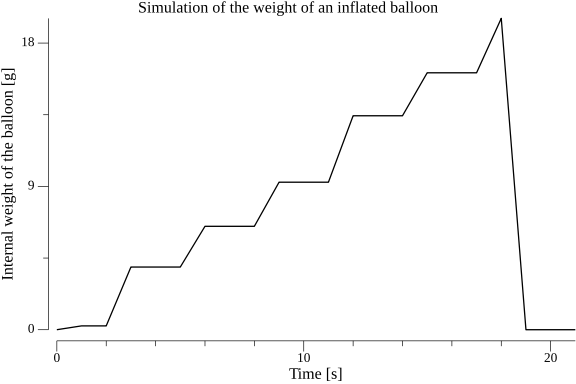 Simulation of the weight of an inflated balloon
Internal weight of the balloon [g]
18
9
0
0
10
20
Time [s]